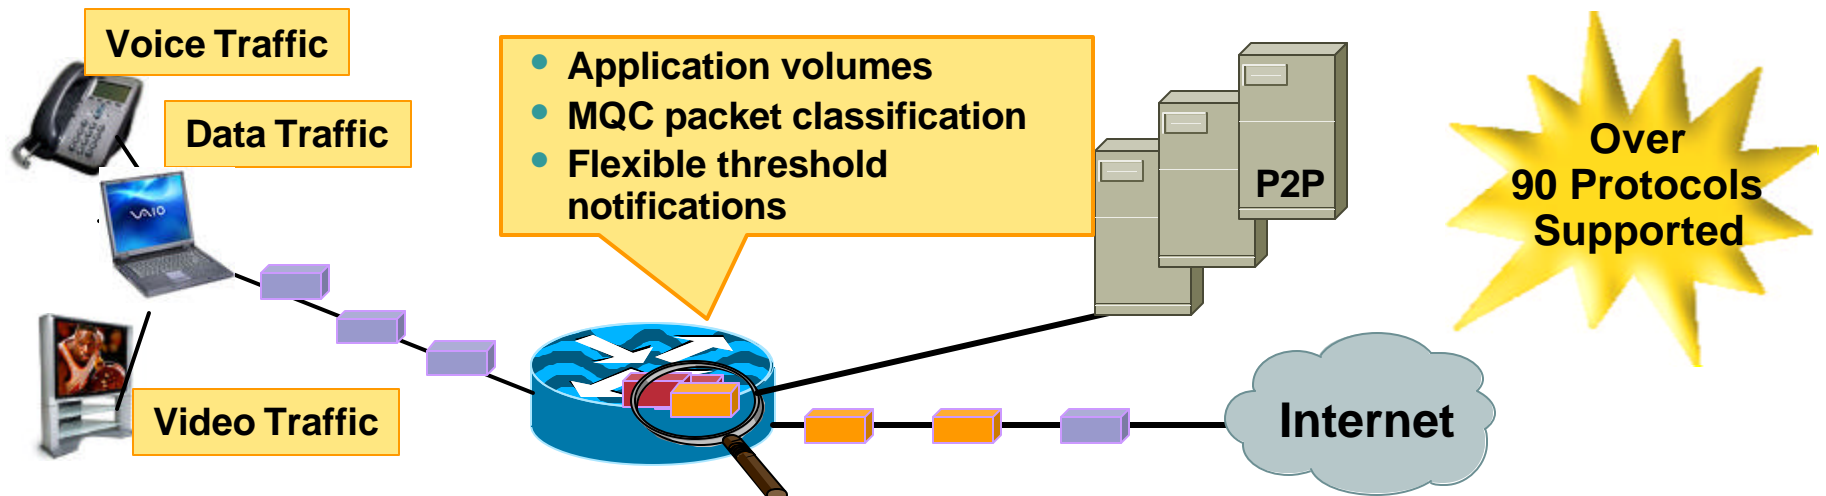 Voice Traffic
Data Traffic
VAIO
Video Traffic
Application volumes
MQC packet classification
Flexible threshold
notifications
P2P
Internet
Over
90 Protocols
Supported